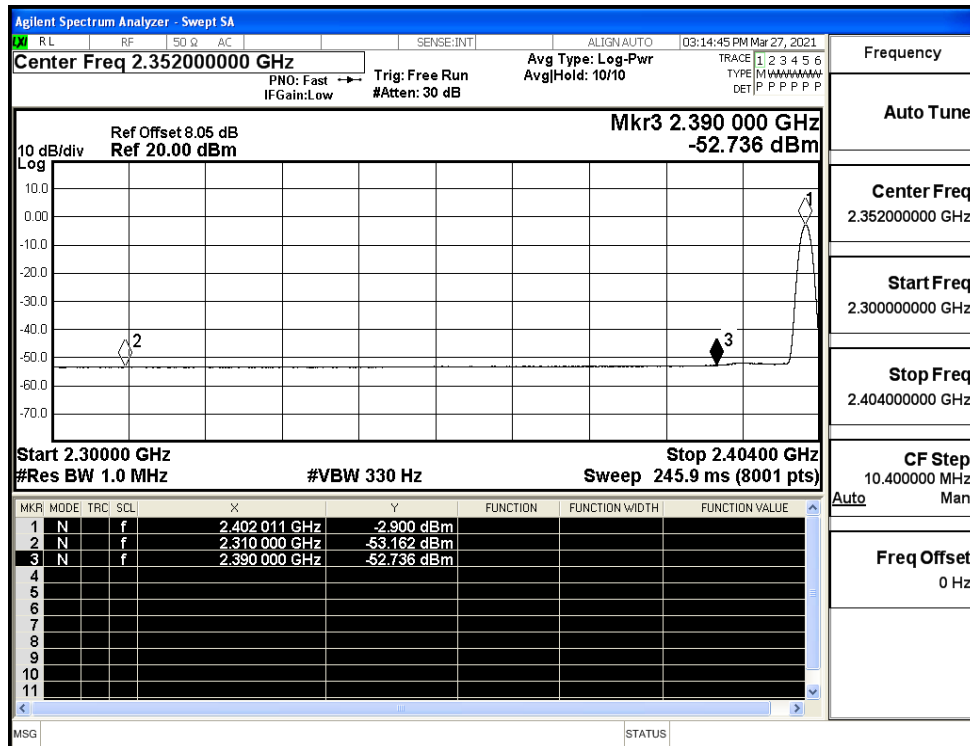 Agilent Spectrum Analyzer - Swept SA
LXI RL RF 50 Ω AC SENSE:INT ALIGN AUTO 03:14:45 PM Mar 27, 2021
Center Freq 2.352000000 GHz
PNO: Fast
IFGain:Low
Trig: Free Run
#Atten: 30 dB
Avg Type: Log-Pwr
Avg|Hold: 10/10
TRACE 1 2 3 4 5 6
TYPE M
DET P P P P P P
Ref Offset 8.05 dB
10 dB/div Ref 20.00 dBm
Log
Mkr3 2.390 000 GHz
-52.736 dBm
10.0
0.00
-10.0
-20.0
-30.0
-40.0
-50.0
-60.0
-70.0
1
2
3
Start 2.30000 GHz Stop 2.40400 GHz
#Res BW 1.0 MHz #VBW 330 Hz Sweep 245.9 ms (8001 pts)
MKR MODE TRC SCL X Y FUNCTION FUNCTION WIDTH FUNCTION VALUE
1 N f 2.402 011 GHz -2.900 dBm
2 N f 2.310 000 GHz -53.162 dBm
3 N f 2.390 000 GHz -52.736 dBm
4
5
6
7
8
9
10
11
MSG STATUS
Frequency
Auto Tune
Center Freq
2.352000000 GHz
Start Freq
2.300000000 GHz
Stop Freq
2.404000000 GHz
CF Step
10.400000 MHz
Auto Man
Freq Offset
0 Hz